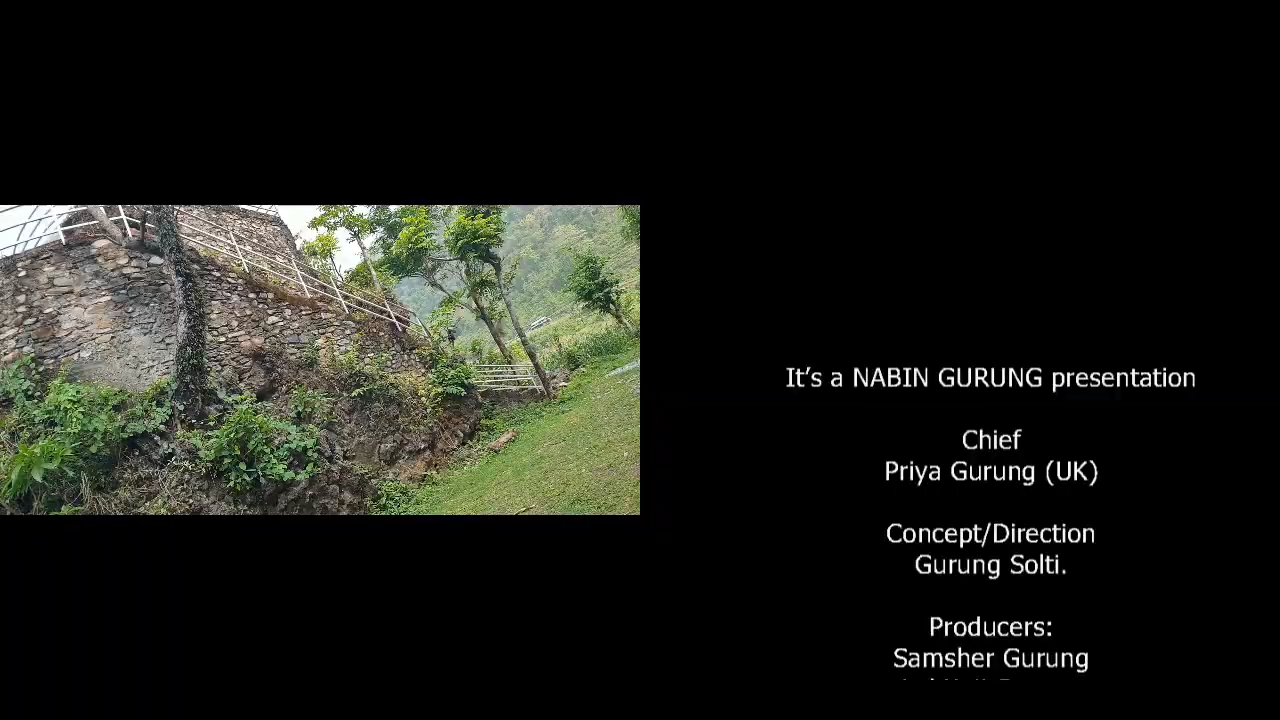 It's a NABIN GURUNG presentation
Chief
Priya Gurung (UK)
Concept/Direction
Gurung Solti.
Producers:
Samsher Gurung